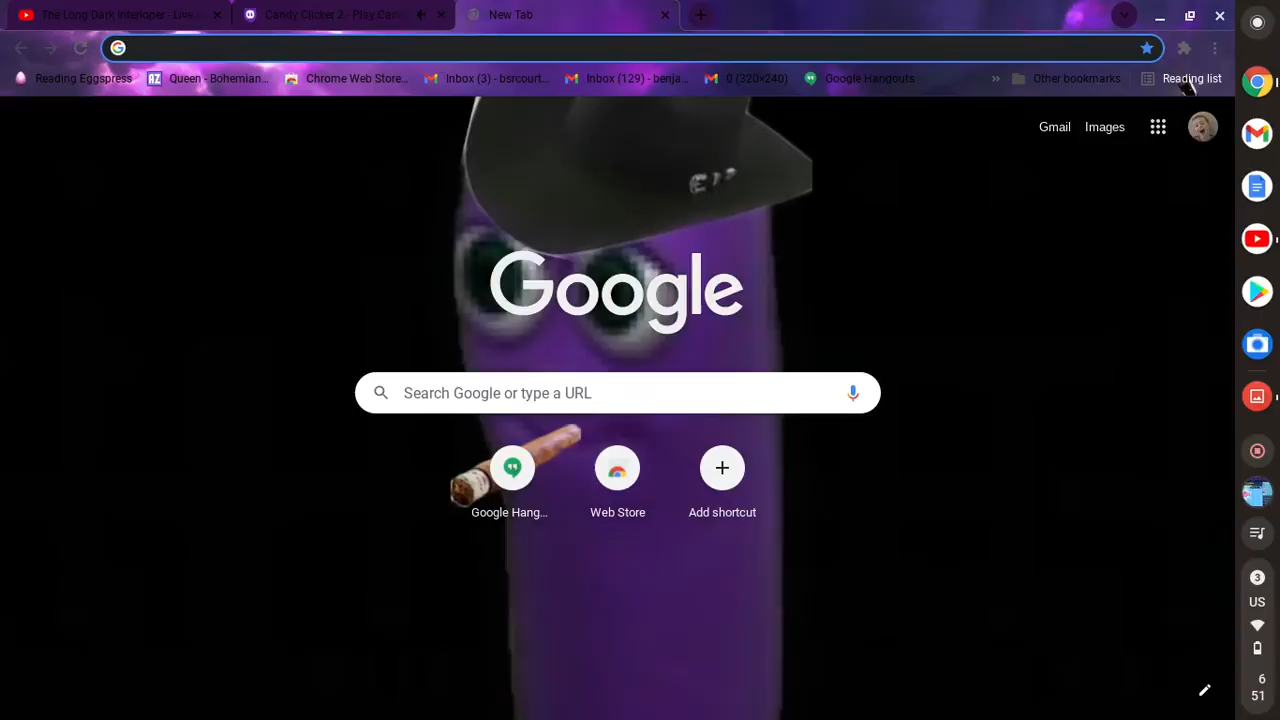 The Long Dark Interloper - Live
Candy Clicker 2 - Play Can
New Tab
Reading Eggspress
AZ
Queen - Bohemian...
Chrome Web Store...
Inbox (3) - bsrcourt...
Inbox (129) - benja...
0 (320×240)
Google Hangouts
»
Other bookmarks
Reading list
Gmail
Images
Google
Search Google or type a URL
Google Hang...
Web Store
Add shortcut
3
US
6
51